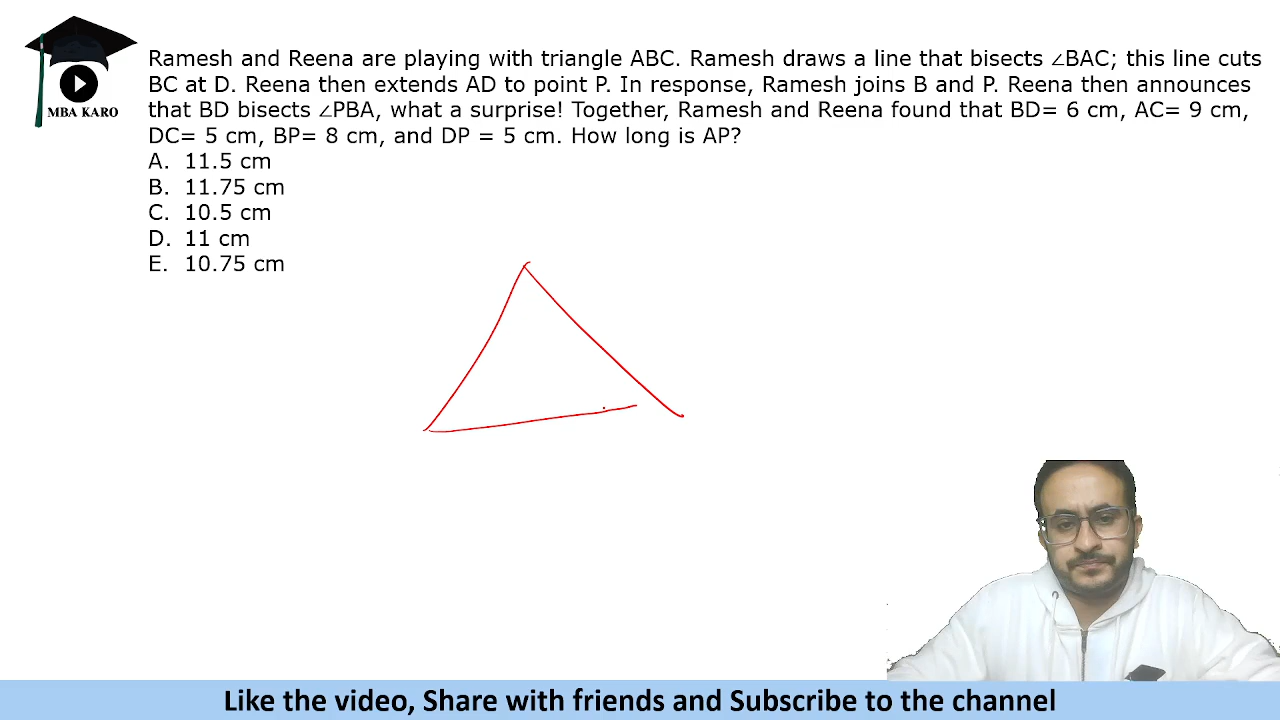 Ramesh and Reena are playing with triangle ABC. Ramesh draws a line that bisects ∠BAC; this line cuts
BC at D. Reena then extends AD to point P. In response, Ramesh joins B and P. Reena then announces
that BD bisects ∠PBA, what a surprise! Together, Ramesh and Reena found that BD= 6 cm, AC= 9 cm,
DC= 5 cm, BP= 8 cm, and DP = 5 cm. How long is AP?
A. 11.5 cm
B. 11.75 cm
C. 10.5 cm
D. 11 cm
E. 10.75 cm
MBA KARO
Like the video, Share with friends and Subscribe to the channel